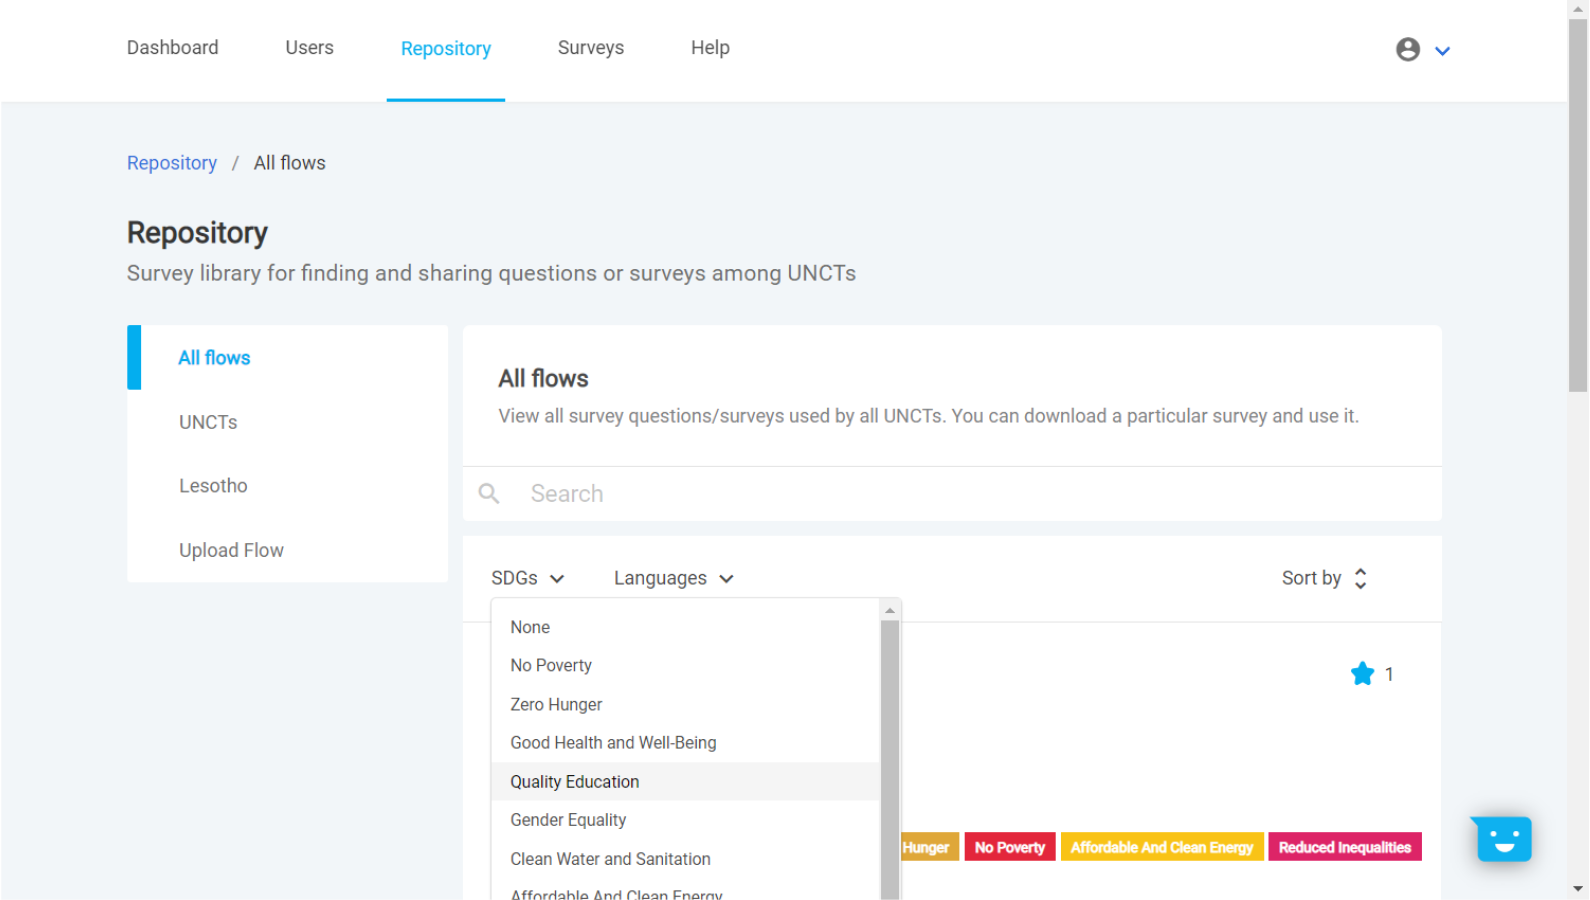 Dashboard
Users
Repository
Surveys
Help
Repository / All flows
Repository
Survey library for finding and sharing questions or surveys among UNCTs
All flows
UNCTs
Lesotho
Upload Flow
All flows
View all survey questions/surveys used by all UNCTs. You can download a particular survey and use it.
Search
SDGs
Languages
Sort by
None
No Poverty
Zero Hunger
Good Health and Well-Being
Quality Education
Gender Equality
Clean Water and Sanitation
Affordable And Clean Energy
1
Hunger
No Poverty
Affordable And Clean Energy
Reduced Inequalities